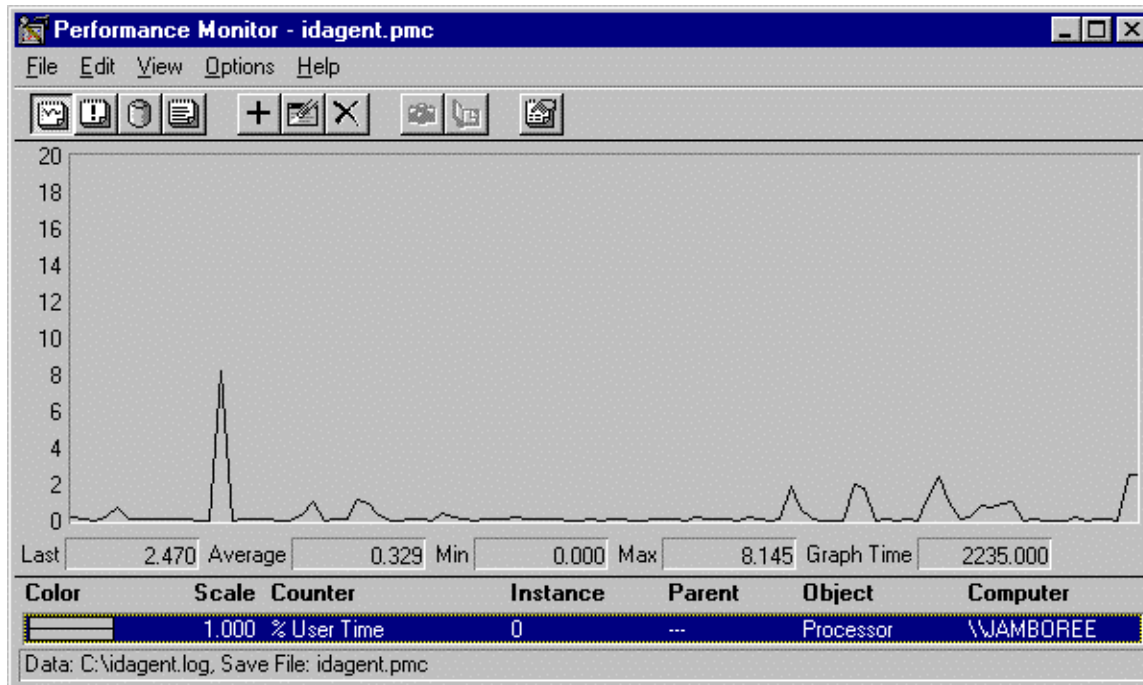 Performance Monitor - idagent.pmc
File Edit View Options Help
20
18
16
14
12
10
8
6
4
2
0
Last 2.470 Average 0.329 Min 0.000 Max 8.145 Graph Time 2235.000
Color Scale Counter Instance Parent Object Computer
1.000 % User Time 0 --- Processor \\JAMBOREE
Data: C:\idagent.log, Save File: idagent.pmc